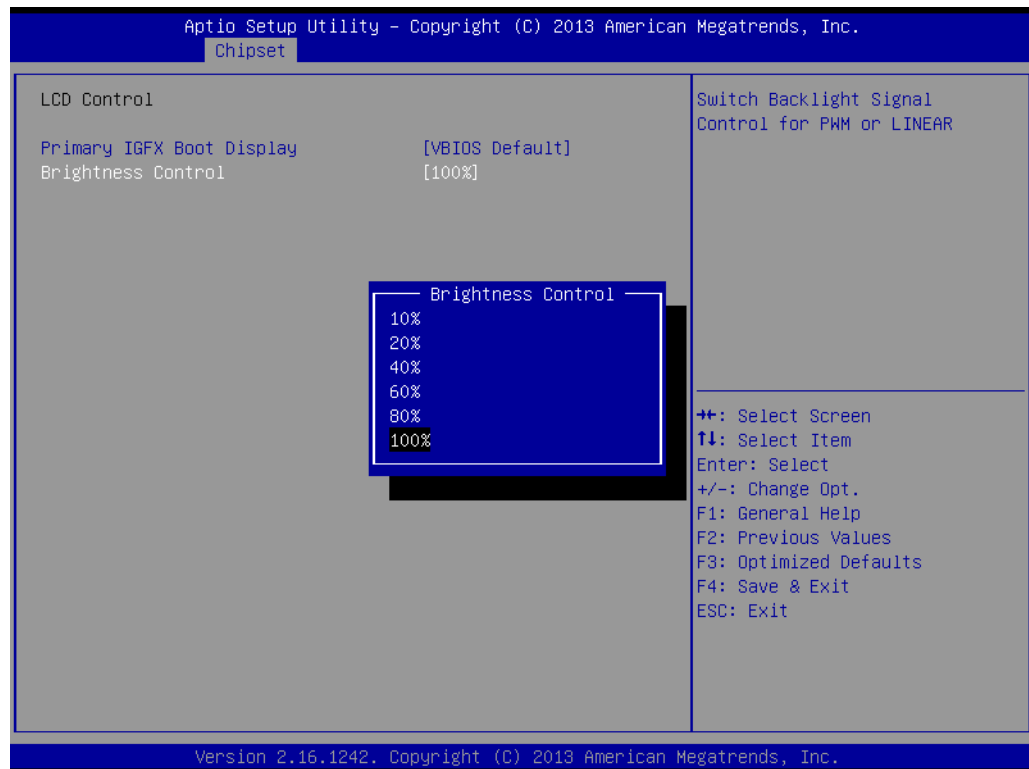 Aptio Setup Utility – Copyright (C) 2013 American Megatrends, Inc.
Chipset
LCD Control
Primary IGFX Boot Display [VBIOS Default]
Brightness Control [100%]
Switch Backlight Signal
Control for PWM or LINEAR
Brightness Control
10%
20%
40%
60%
80%
100%
→←: Select Screen
↑↓: Select Item
Enter: Select
+/-: Change Opt.
F1: General Help
F2: Previous Values
F3: Optimized Defaults
F4: Save & Exit
ESC: Exit
Version 2.16.1242. Copyright (C) 2013 American Megatrends, Inc.